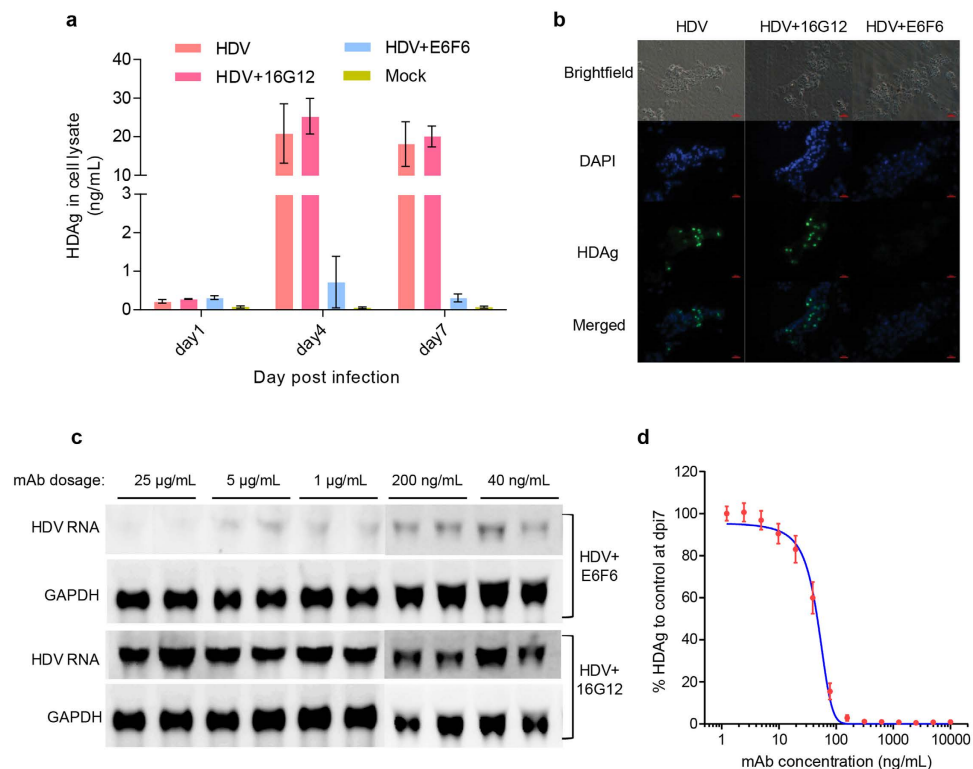 a
HDV
HDV+16G12
HDV+E6F6
Mock
HDAg in cell lysate
(ng/mL)
30
20
10
3
2
1
0
day1
day4
day7
Day post infection
b
HDV
HDV+16G12
HDV+E6F6
Brightfield
DAPI
HDAg
Merged
c
mAb dosage:
25 μg/mL
5 μg/mL
1 μg/mL
200 ng/mL
40 ng/mL
HDV RNA
GAPDH
HDV+
E6F6
HDV RNA
GAPDH
HDV+
16G12
d
% HDAg to control at dpi7
120
100
80
60
40
20
0
1
10
100
1000
10000
mAb concentration (ng/mL)